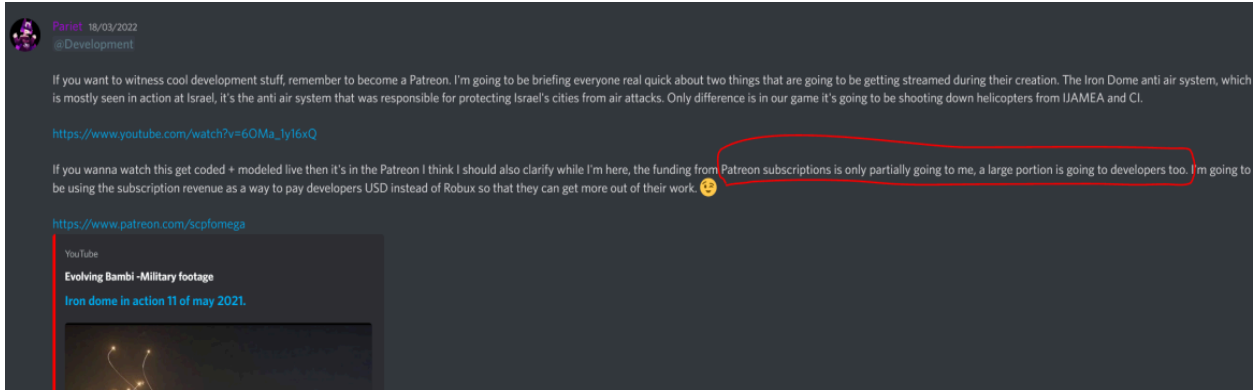 Pariet 18/03/2022
@Development
If you want to witness cool development stuff, remember to become a Patreon. I'm going to be briefing everyone real quick about two things that are going to be getting streamed during their creation. The Iron Dome anti air system, which
is mostly seen in action at Israel, it's the anti air system that was responsible for protecting Israel's cities from air attacks. Only difference is in our game it's going to be shooting down helicopters from IJAMEA and CI.
https://www.youtube.com/watch?v=6OMa_1y16xQ
If you wanna watch this get coded + modeled live then it's in the Patreon I think I should also clarify while I'm here, the funding from Patreon subscriptions is only partially going to me, a large portion is going to developers too. I'm going to
be using the subscription revenue as a way to pay developers USD instead of Robux so that they can get more out of their work.
https://www.patreon.com/scpfomega
YouTube
Evolving Bambi -Military footage
Iron dome in action 11 of may 2021.